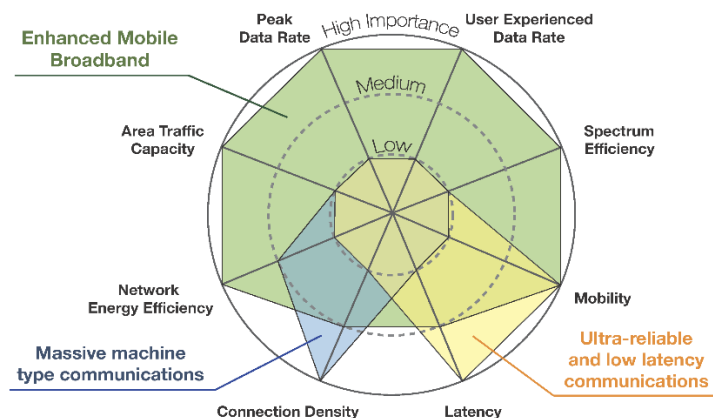 Peak
Data Rate
High Importance
User Experienced
Data Rate
Enhanced Mobile
Broadband
Medium
Area Traffic
Capacity
Low
Spectrum
Efficiency
Network
Energy Efficiency
Mobility
Massive machine
type communications
Ultra-reliable
and low latency
communications
Connection Density
Latency